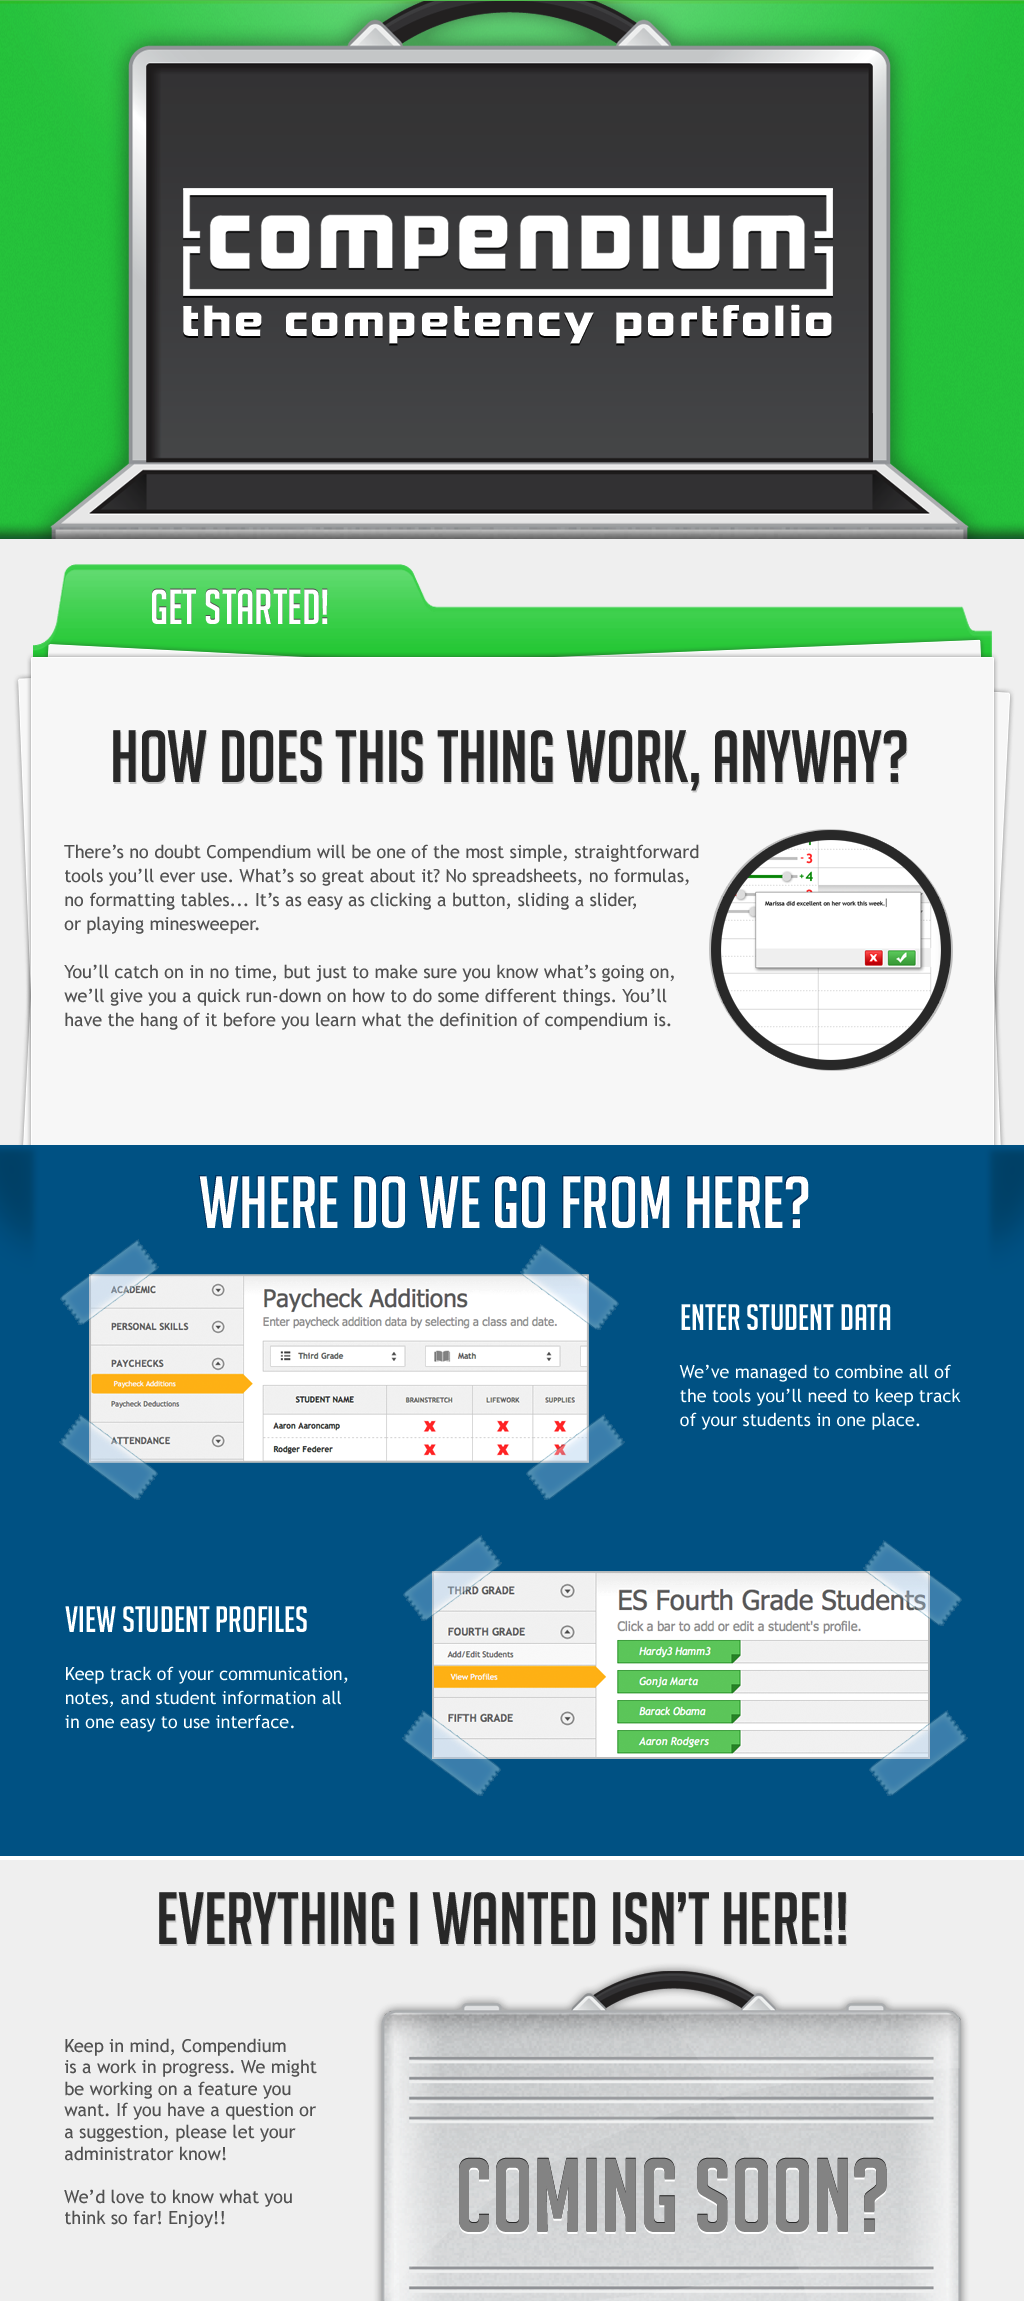 COMPENDIUM
the competency portfolio
GET STARTED!
HOW DOES THIS THING WORK, ANYWAY?
There's no doubt Compendium will be one of the most simple, straightforward
tools you'll ever use. What's so great about it? No spreadsheets, no formulas,
no formatting tables... It's as easy as clicking a button, sliding a slider,
or playing minesweeper.
You'll catch on in no time, but just to make sure you know what's going on,
we'll give you a quick run-down on how to do some different things. You'll
have the hang of it before you learn what the definition of compendium is.
-3
+4
Marissa did excellent on her work this week.
WHERE DO WE GO FROM HERE?
ACADEMIC
PERSONAL SKILLS
PAYCHECKS
Paycheck Additions
Paycheck Deductions
ATTENDANCE
Paycheck Additions
Enter paycheck addition data by selecting a class and date.
Third Grade
Math
STUDENT NAME BRAINSTRETCH LIFEWORK SUPPLIES
Aaron Aaroncamp X X X
Rodger Federer X X X
ENTER STUDENT DATA
We've managed to combine all of
the tools you'll need to keep track
of your students in one place.
VIEW STUDENT PROFILES
Keep track of your communication,
notes, and student information all
in one easy to use interface.
THIRD GRADE
FOURTH GRADE
Add/Edit Students
View Profiles
FIFTH GRADE
ES Fourth Grade Students
Click a bar to add or edit a student's profile.
Hardy3 Hamm3
Gonja Marta
Barack Obama
Aaron Rodgers
EVERYTHING I WANTED ISN'T HERE!!
Keep in mind, Compendium
is a work in progress. We might
be working on a feature you
want. If you have a question or
a suggestion, please let your
administrator know!
We'd love to know what you
think so far! Enjoy!!
COMING SOON?